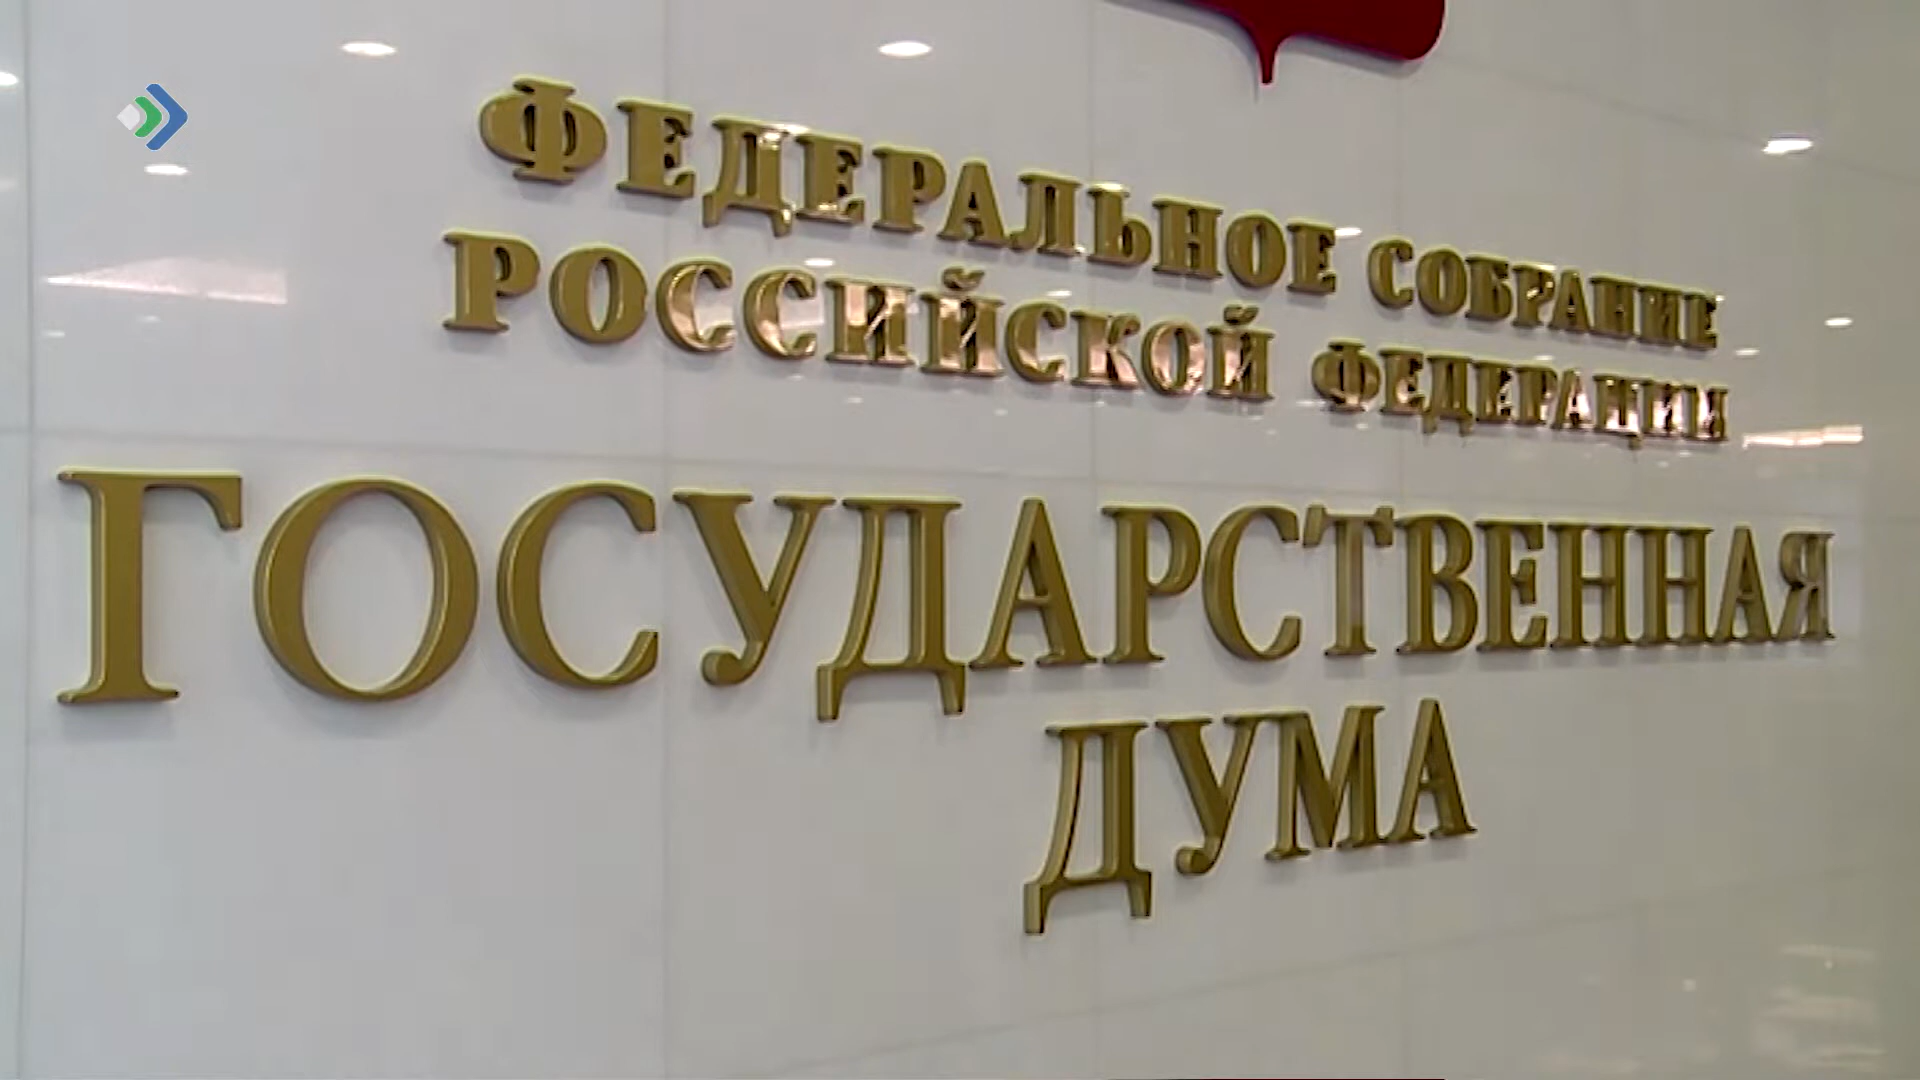 ФЕДЕРАЛЬНОЕ СОБРАНИЕ
РОССИЙСКОЙ ФЕДЕРАЦИИ
ГОСУДАРСТВЕННАЯ
ДУМА